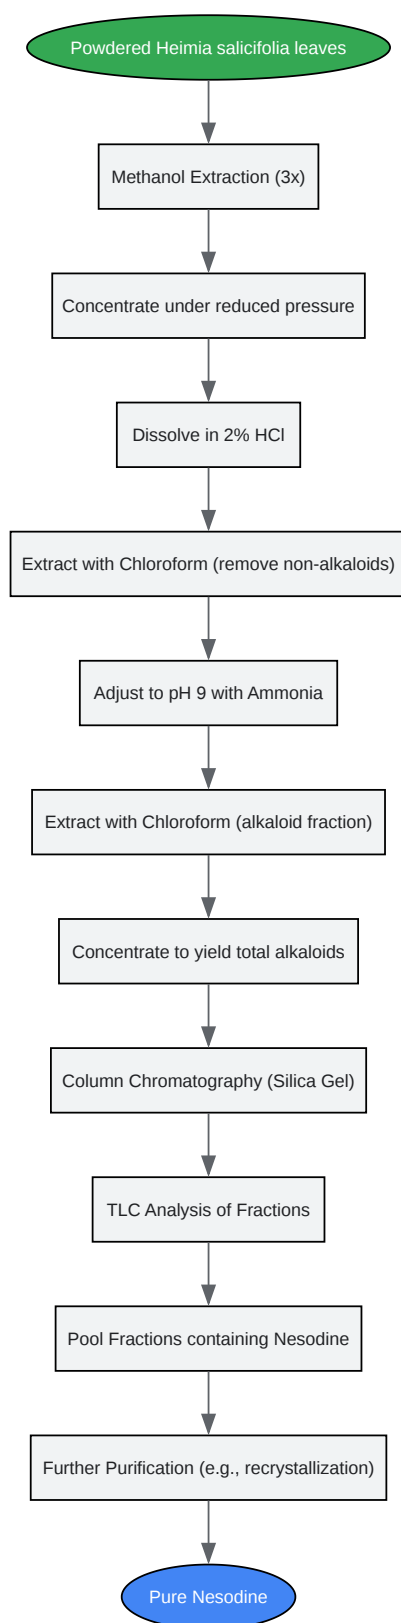 Powdered Heimia salicifolia leaves
Methanol Extraction (3x)
Concentrate under reduced pressure
Dissolve in 2% HCl
Extract with Chloroform (remove non-alkaloids)
Adjust to pH 9 with Ammonia
Extract with Chloroform (alkaloid fraction)
Concentrate to yield total alkaloids
Column Chromatography (Silica Gel)
TLC Analysis of Fractions
Pool Fractions containing Nesodine
Further Purification (e.g., recrystallization)
Pure Nesodine